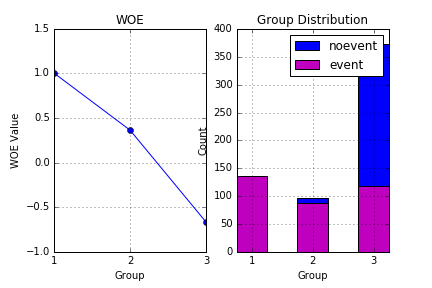 WOE
Group Distribution
1.5
1.0
0.5
0.0
−0.5
−1.0
WOE Value
1
2
3
Group
400
350
300
250
200
150
100
50
0
Count
noevent
event
1
2
3
Group